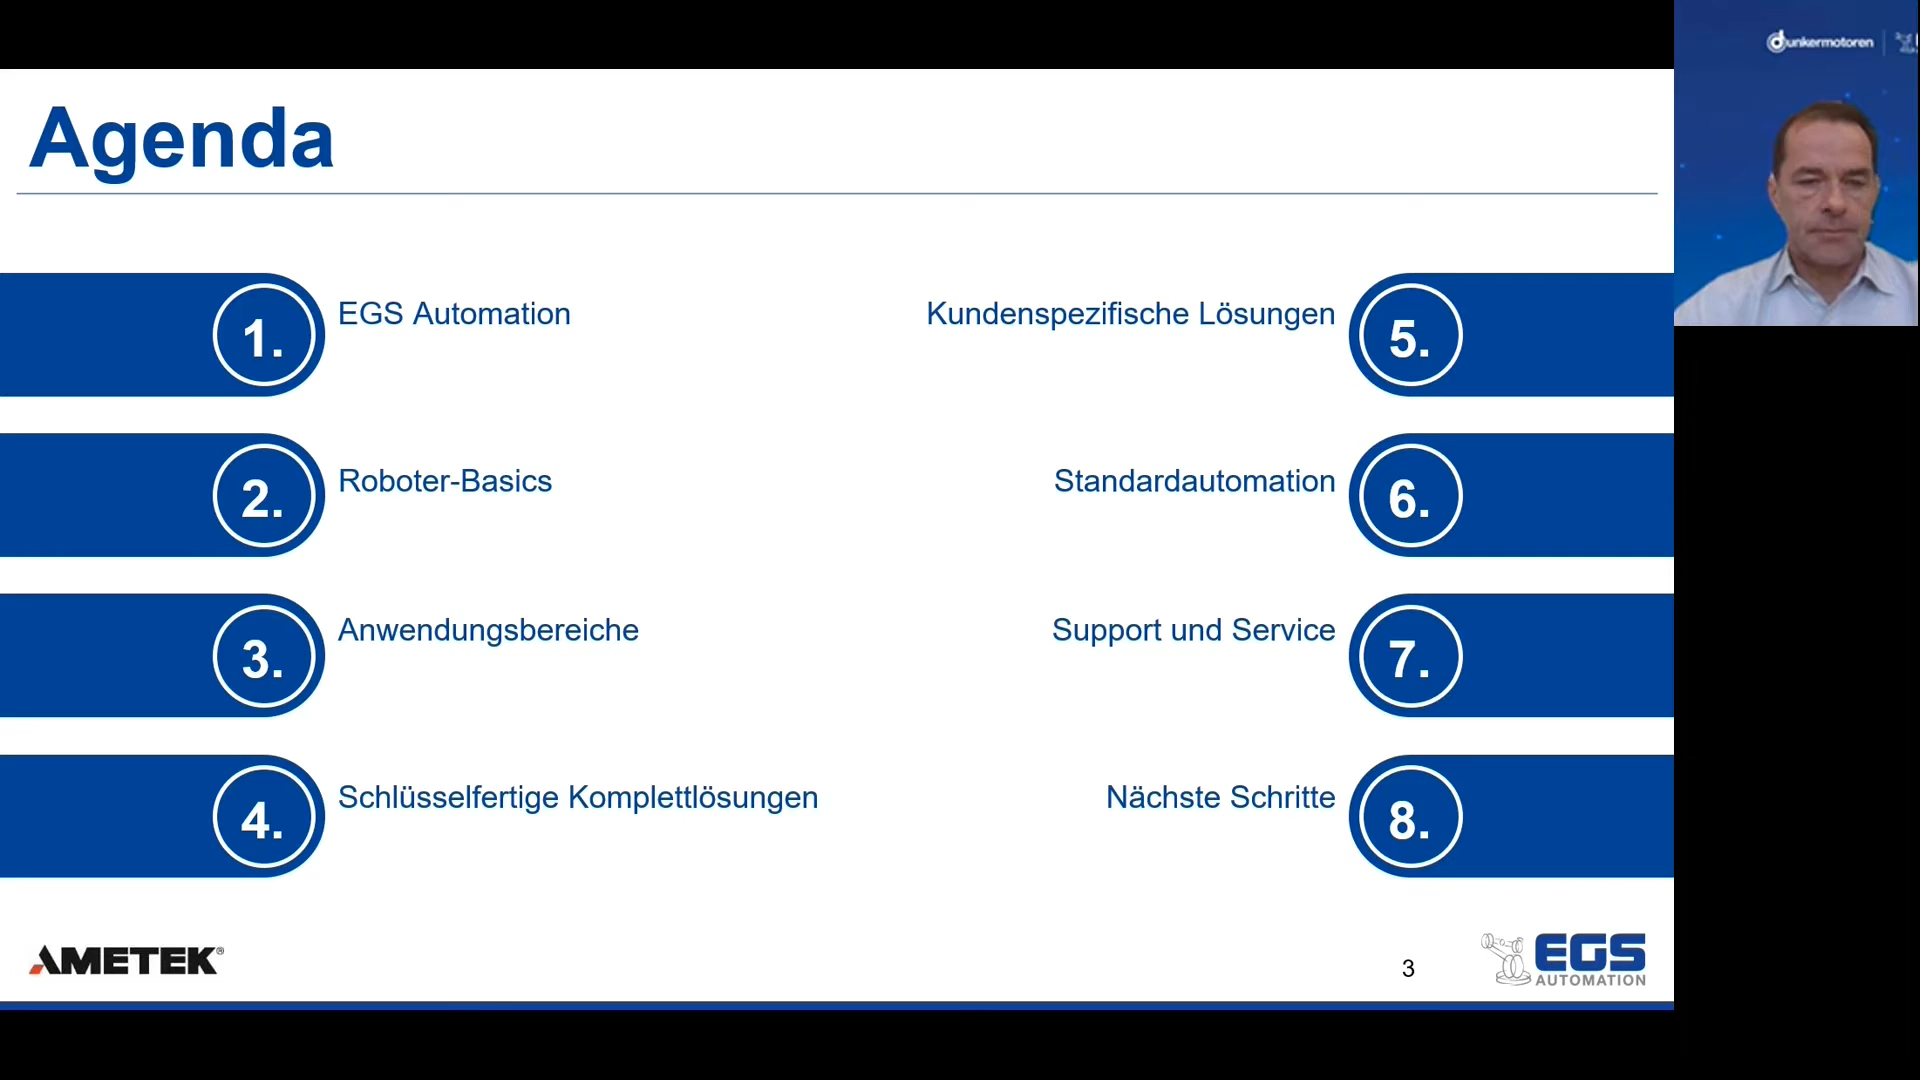 Agenda
1.
EGS Automation
2.
Roboter-Basics
3.
Anwendungsbereiche
4.
Schlüsselfertige Komplettlösungen
Kundenspezifische Lösungen
5.
Standardautomation
6.
Support und Service
7.
Nächste Schritte
8.
AMETEK®
3
EGS
AUTOMATION
dunkermotoren